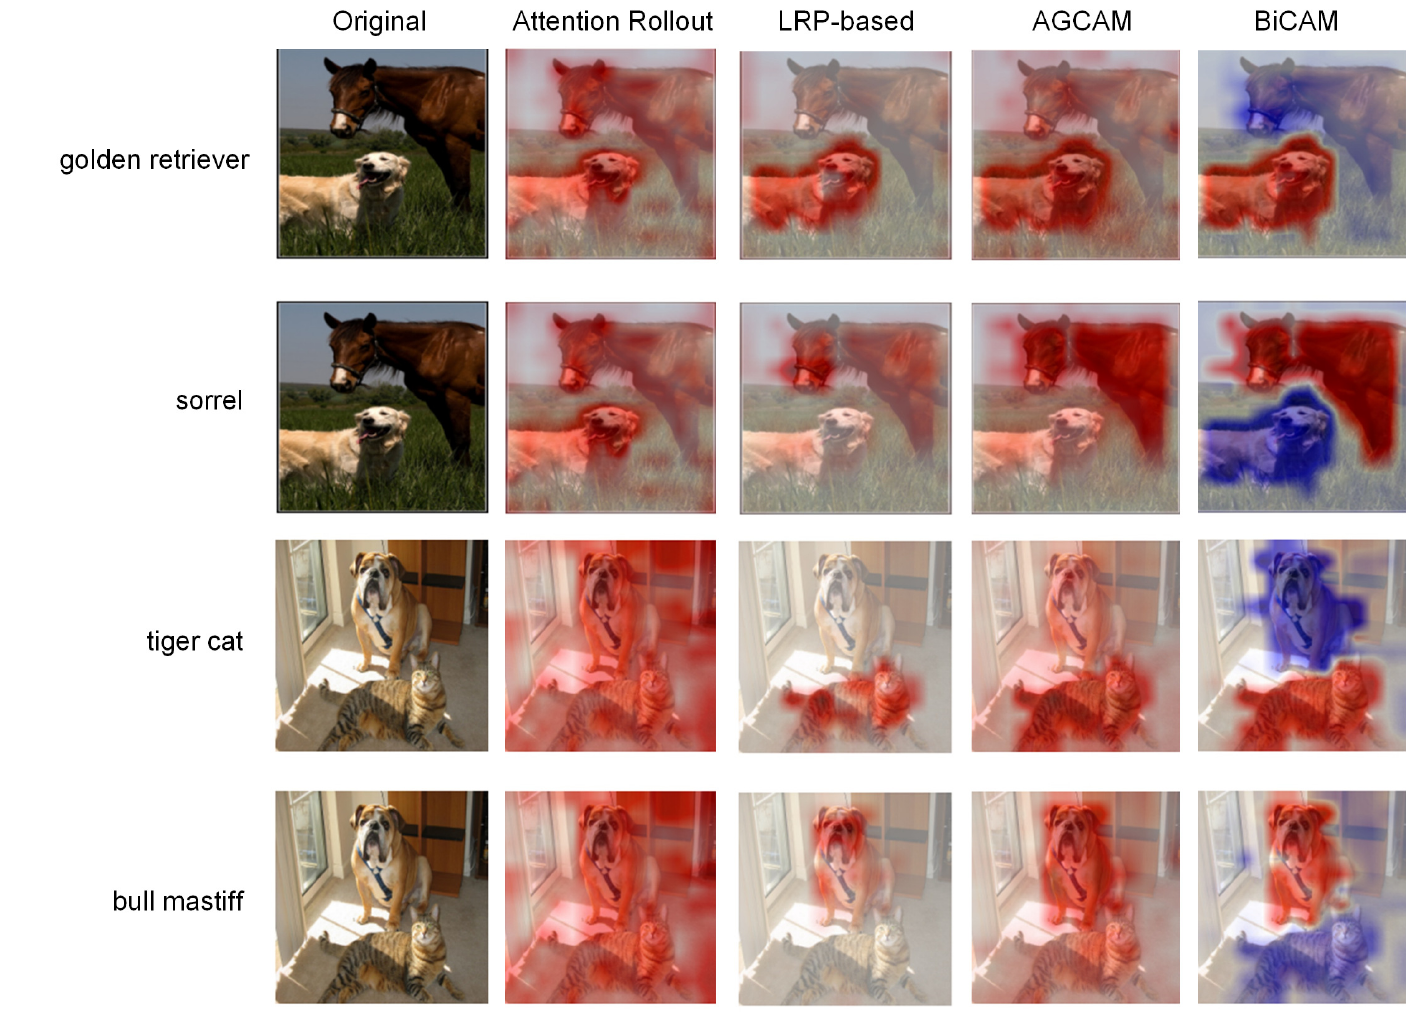 Original Attention Rollout LRP-based AGCAM BiCAM
golden retriever
sorrel
tiger cat
bull mastiff